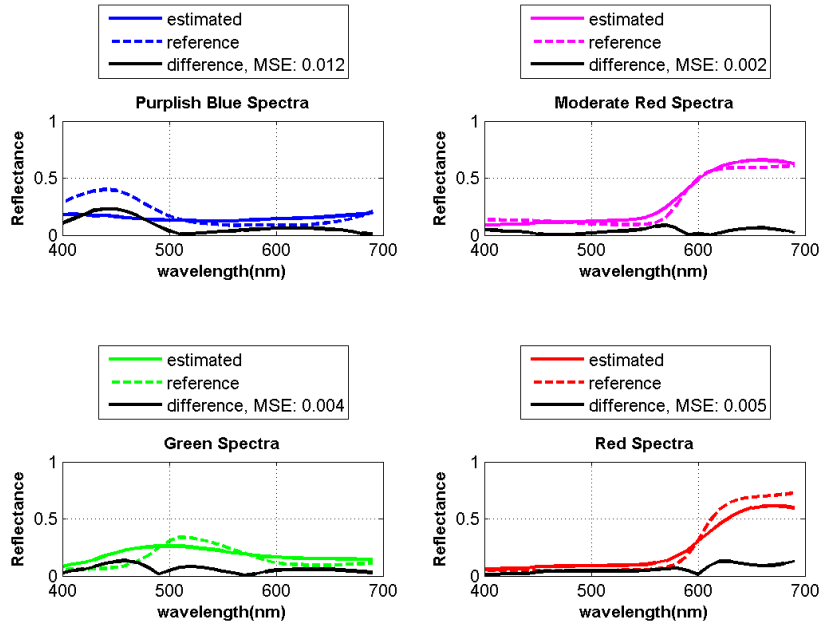 estimated
reference
difference, MSE: 0.012
Purplish Blue Spectra
1
0.5
0
400
500
600
700
Reflectance
wavelength(nm)
estimated
reference
difference, MSE: 0.002
Moderate Red Spectra
1
0.5
0
400
500
600
700
Reflectance
wavelength(nm)
estimated
reference
difference, MSE: 0.004
Green Spectra
1
0.5
0
400
500
600
700
Reflectance
wavelength(nm)
estimated
reference
difference, MSE: 0.005
Red Spectra
1
0.5
0
400
500
600
700
Reflectance
wavelength(nm)